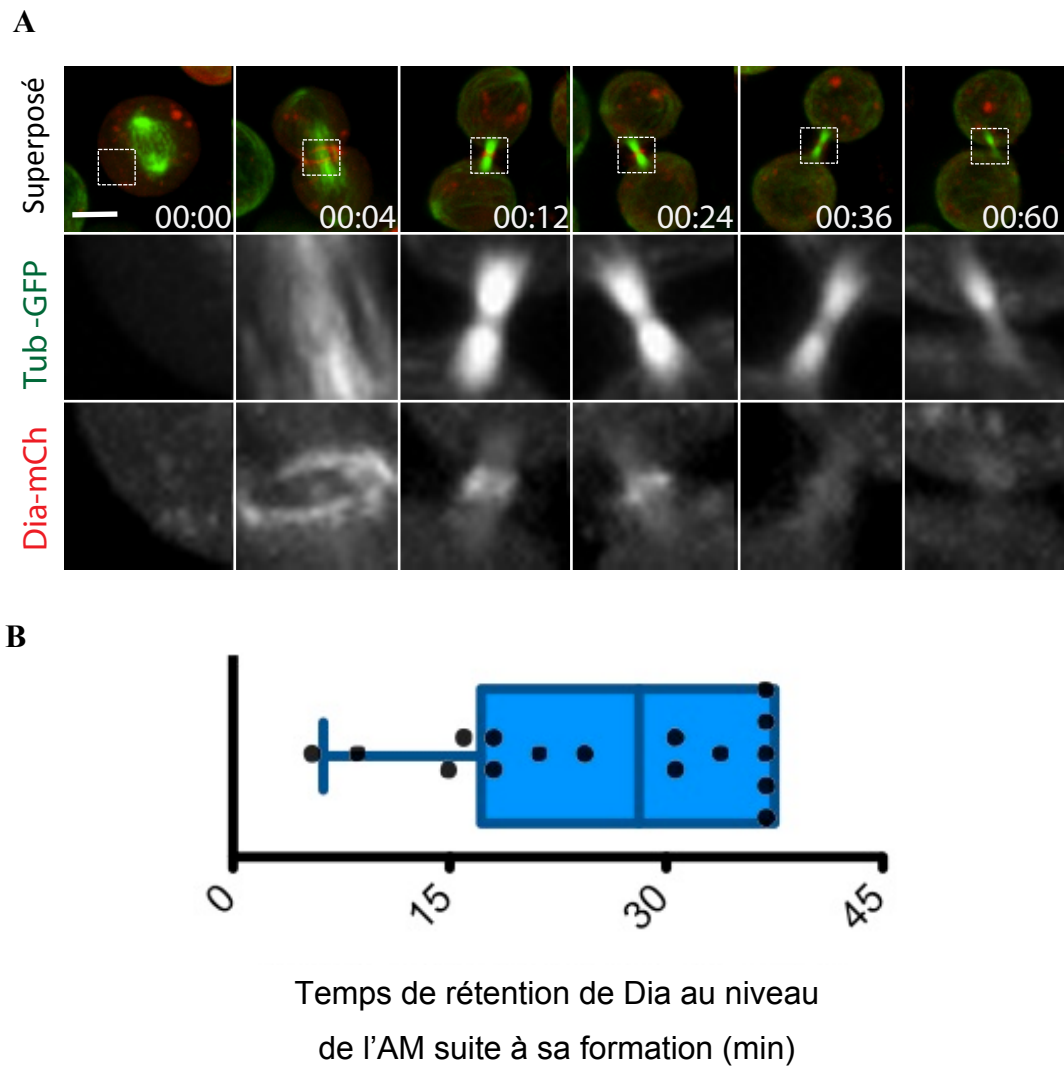 A
Superposé
00:00
00:04
00:12
00:24
00:36
00:60
Tub -GFP
Dia-mCh
B
0
15
30
45
Temps de rétention de Dia au niveau
de l'AM suite à sa formation (min)